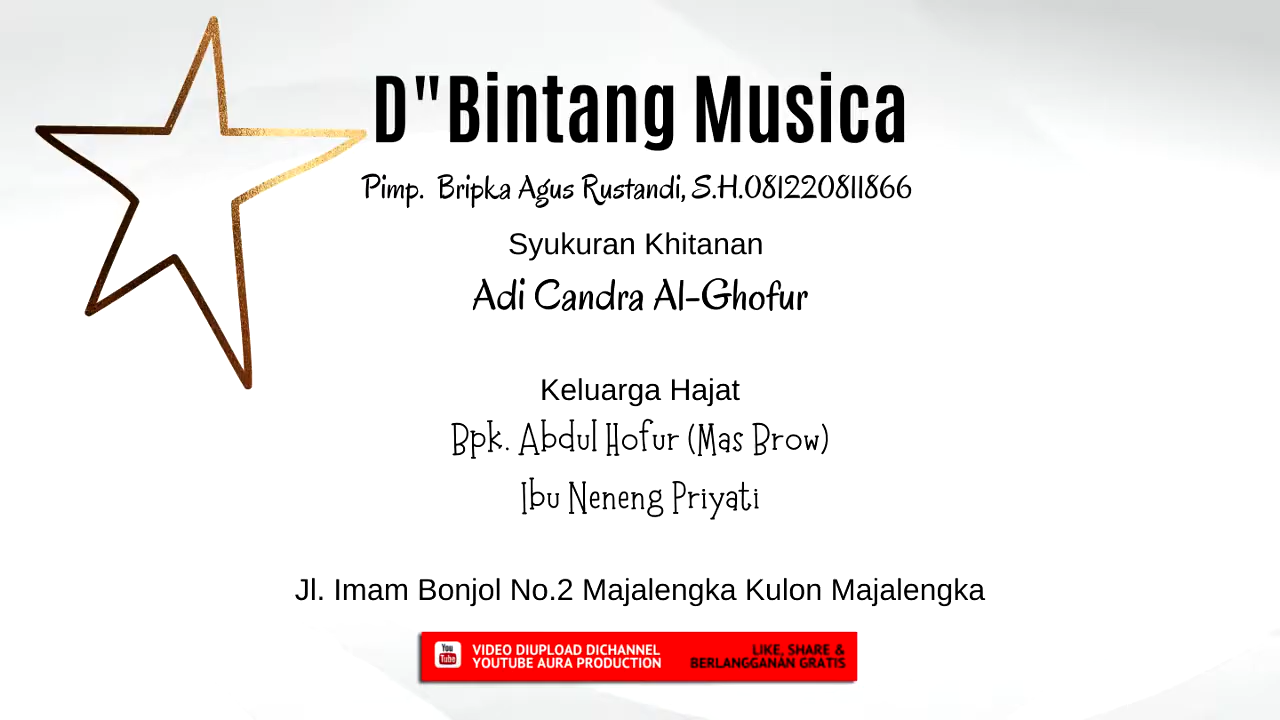 D"Bintang Musica
Pimp. Bripka Agus Rustandi, S.H.081220811866
Syukuran Khitanan
Adi Candra Al-Ghofur
Keluarga Hajat
Bpk. Abdul Hofur (Mas Brow)
Ibu Neneng Priyati
Jl. Imam Bonjol No.2 Majalengka Kulon Majalengka
You Tube
VIDEO DIUPLOAD DICHANNEL
YOUTUBE AURA PRODUCTION
LIKE, SHARE &
BERLANGGANAN GRATIS